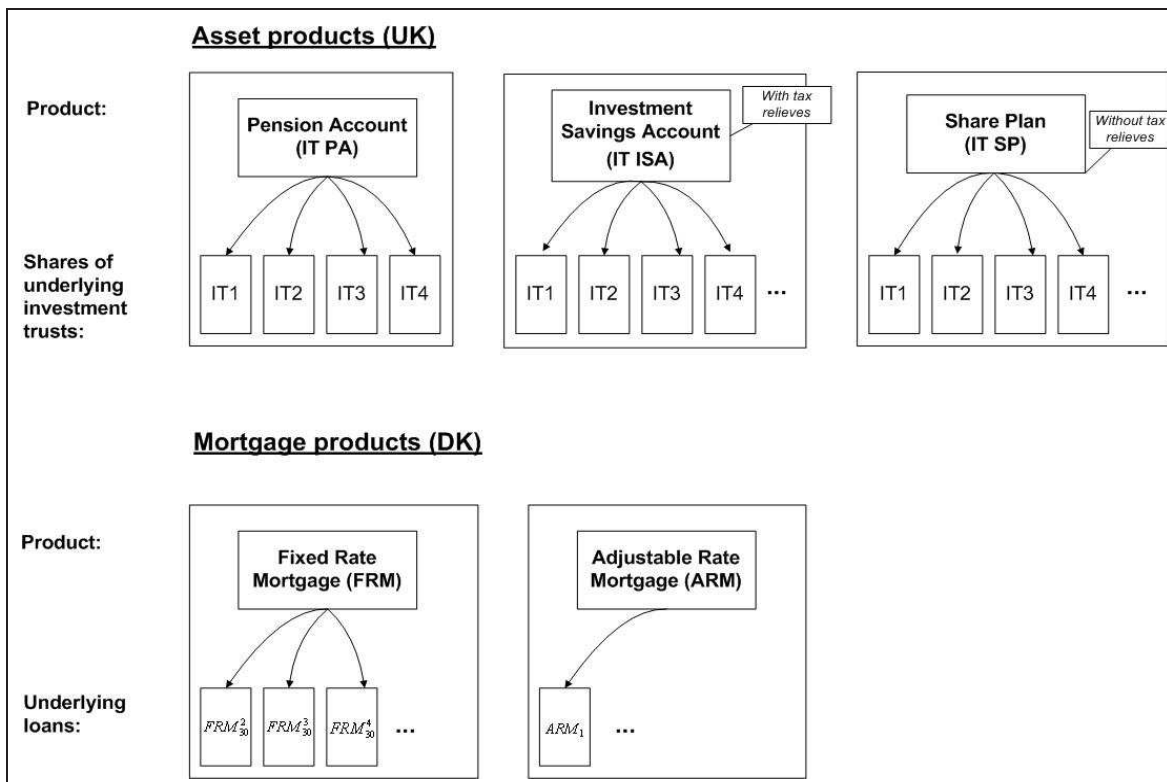 Asset products (UK)
Product:
Pension Account
(IT PA)
Investment
Savings Account
(IT ISA)
With tax
relieves
Share Plan
(IT SP)
Without tax
relieves
Shares of
underlying
investment
trusts:
IT1 IT2 IT3 IT4
IT1 IT2 IT3 IT4 ...
IT1 IT2 IT3 IT4 ...
Mortgage products (DK)
Product:
Fixed Rate
Mortgage (FRM)
Adjustable Rate
Mortgage (ARM)
Underlying
loans:
FRM²₃₀ FRM³₃₀ FRM⁴₃₀ ...
ARM₁ ...